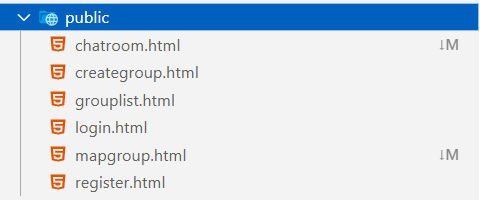 public
chatroom.html ↓M
creategroup.html
grouplist.html
login.html
mapgroup.html ↓M
register.html